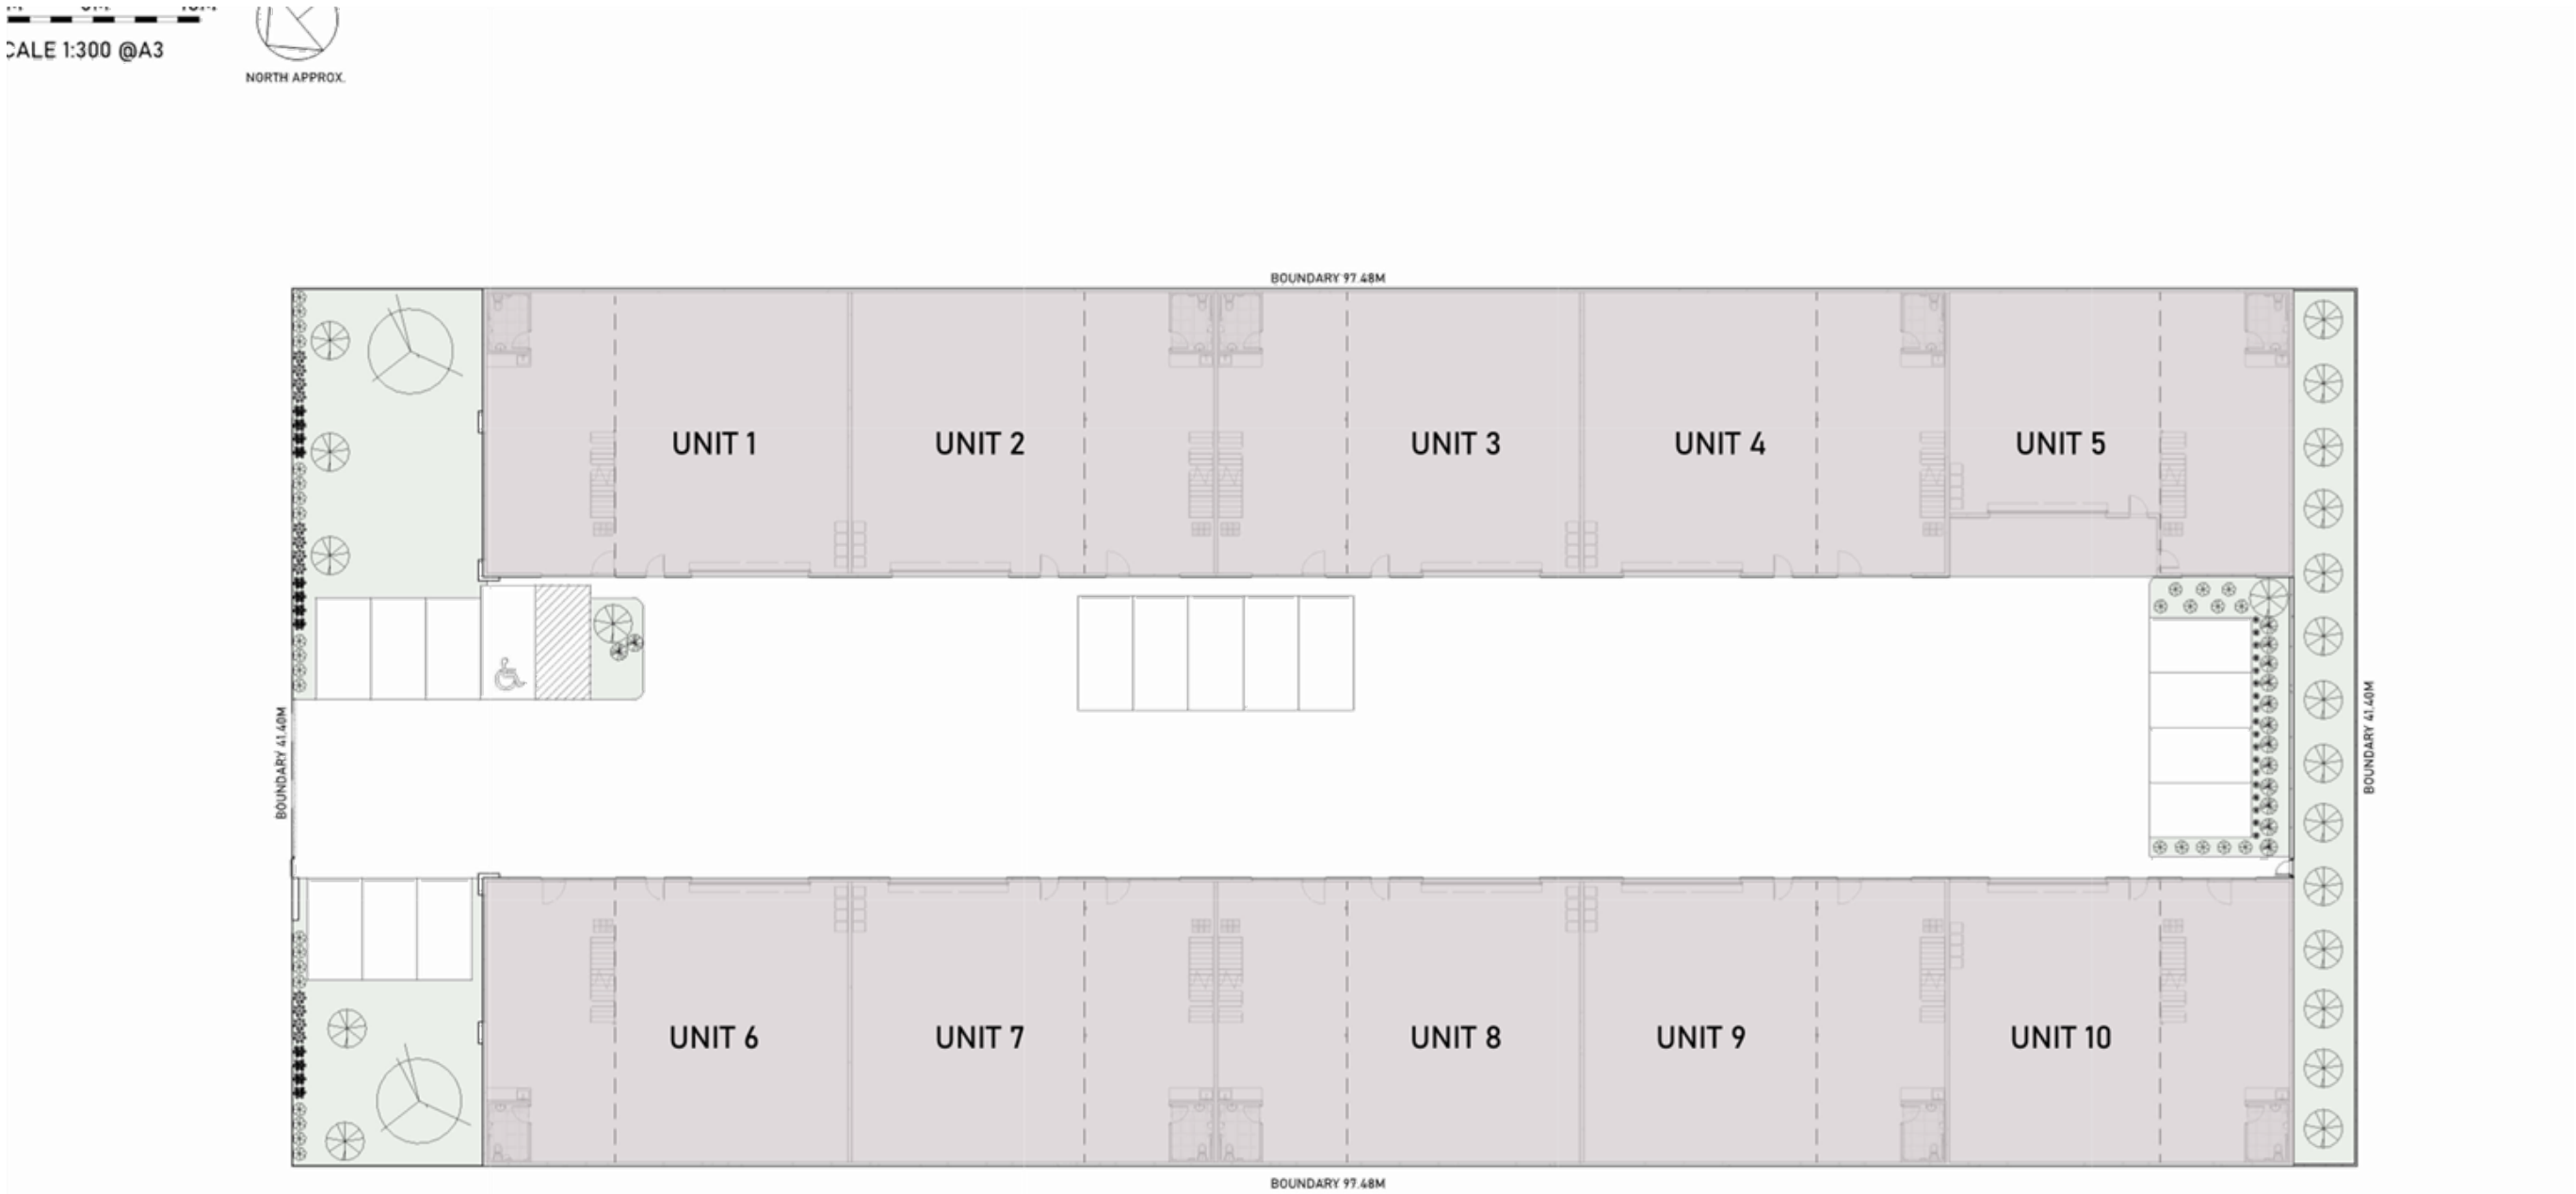 CALE 1:300 @A3
NORTH APPROX.
BOUNDARY 97.48M
UNIT 1
UNIT 2
UNIT 3
UNIT 4
UNIT 5
BOUNDARY 41.40M
BOUNDARY 41.40M
UNIT 6
UNIT 7
UNIT 8
UNIT 9
UNIT 10
BOUNDARY 97.48M